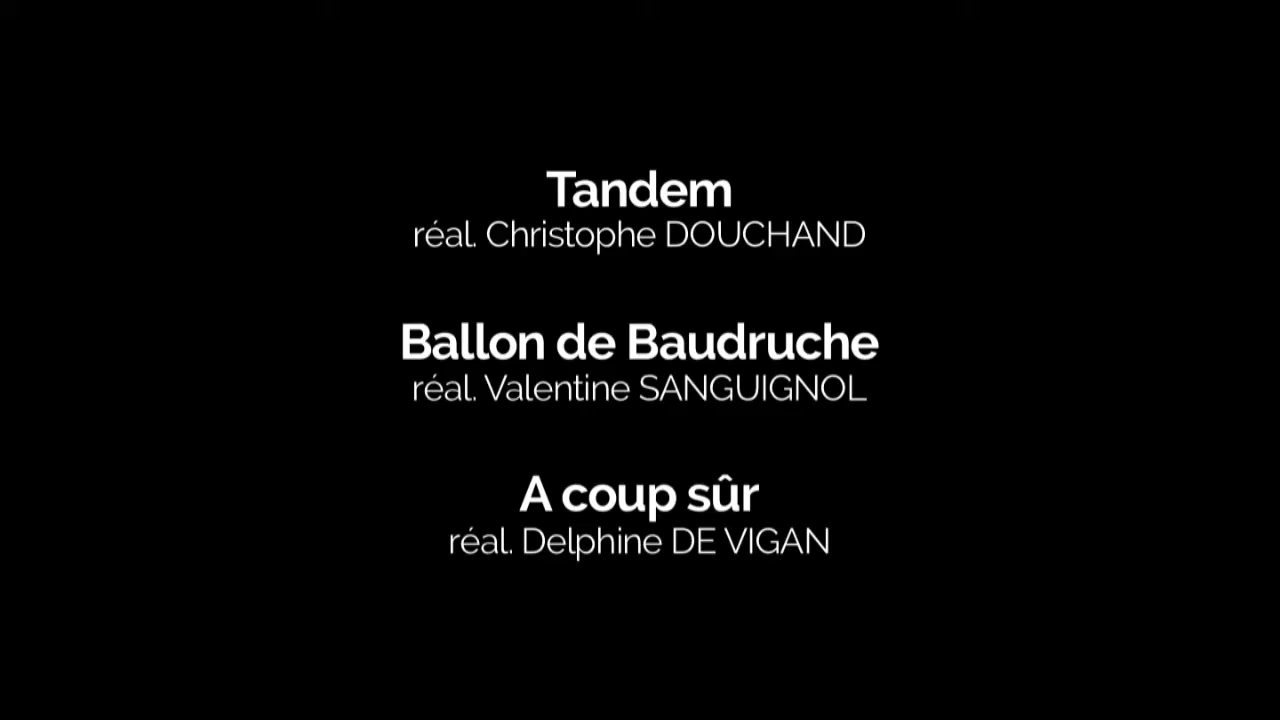 Tandem
réal. Christophe DOUCHAND
Ballon de Baudruche
réal. Valentine SANGUIGNOL
A coup sûr
réal. Delphine DE VIGAN